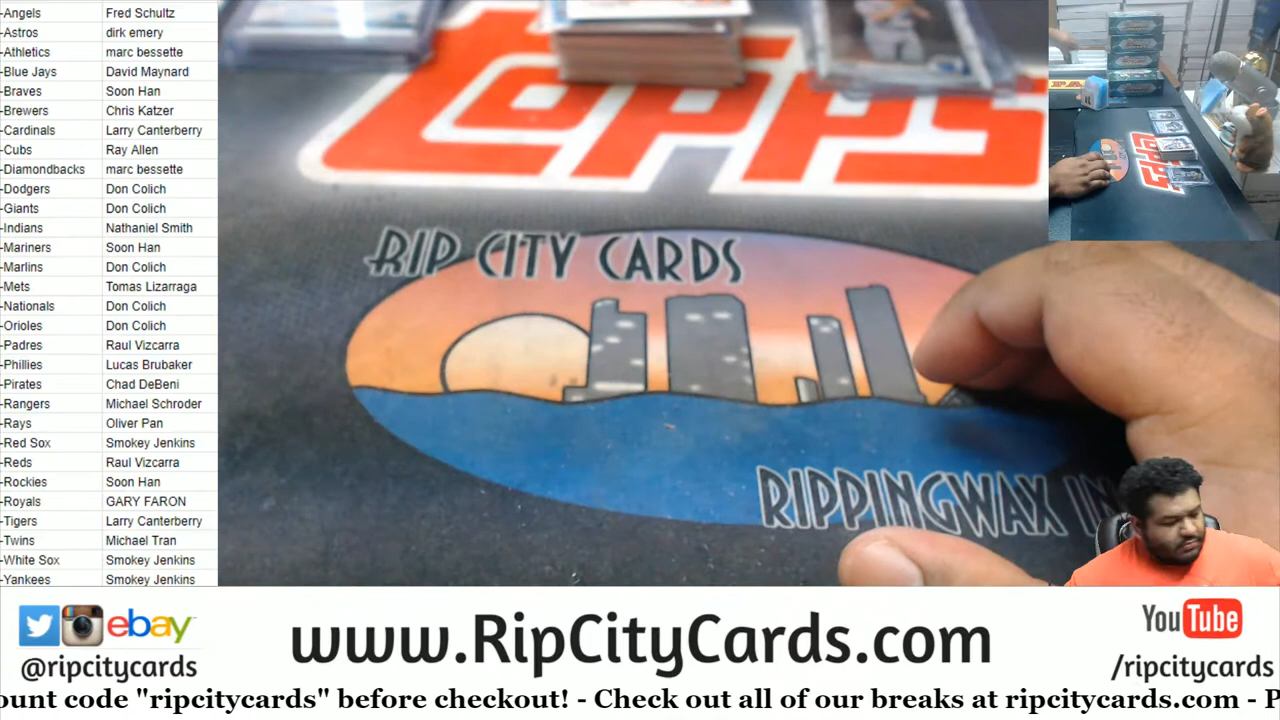 -Angels Fred Schultz
-Astros dirk emery
-Athletics marc bessette
-Blue Jays David Maynard
-Braves Soon Han
-Brewers Chris Katzer
-Cardinals Larry Canterberry
-Cubs Ray Allen
-Diamondbacks marc bessette
-Dodgers Don Colich
-Giants Don Colich
-Indians Nathaniel Smith
-Mariners Soon Han
-Marlins Don Colich
-Mets Tomas Lizarraga
-Nationals Don Colich
-Orioles Don Colich
-Padres Raul Vizcarra
-Phillies Lucas Brubaker
-Pirates Chad DeBeni
-Rangers Michael Schroder
-Rays Oliver Pan
-Red Sox Smokey Jenkins
-Reds Raul Vizcarra
-Rockies Soon Han
-Royals GARY FARON
-Tigers Larry Canterberry
-Twins Michael Tran
-White Sox Smokey Jenkins
-Yankees Smokey Jenkins
Topps
Topps
RIP CITY CARDS
RIPPINGWAX IN
ebay
@ripcitycards
www.RipCityCards.com
YouTube
/ripcitycards
ount code "ripcitycards" before checkout! - Check out all of our breaks at ripcitycards.com - P